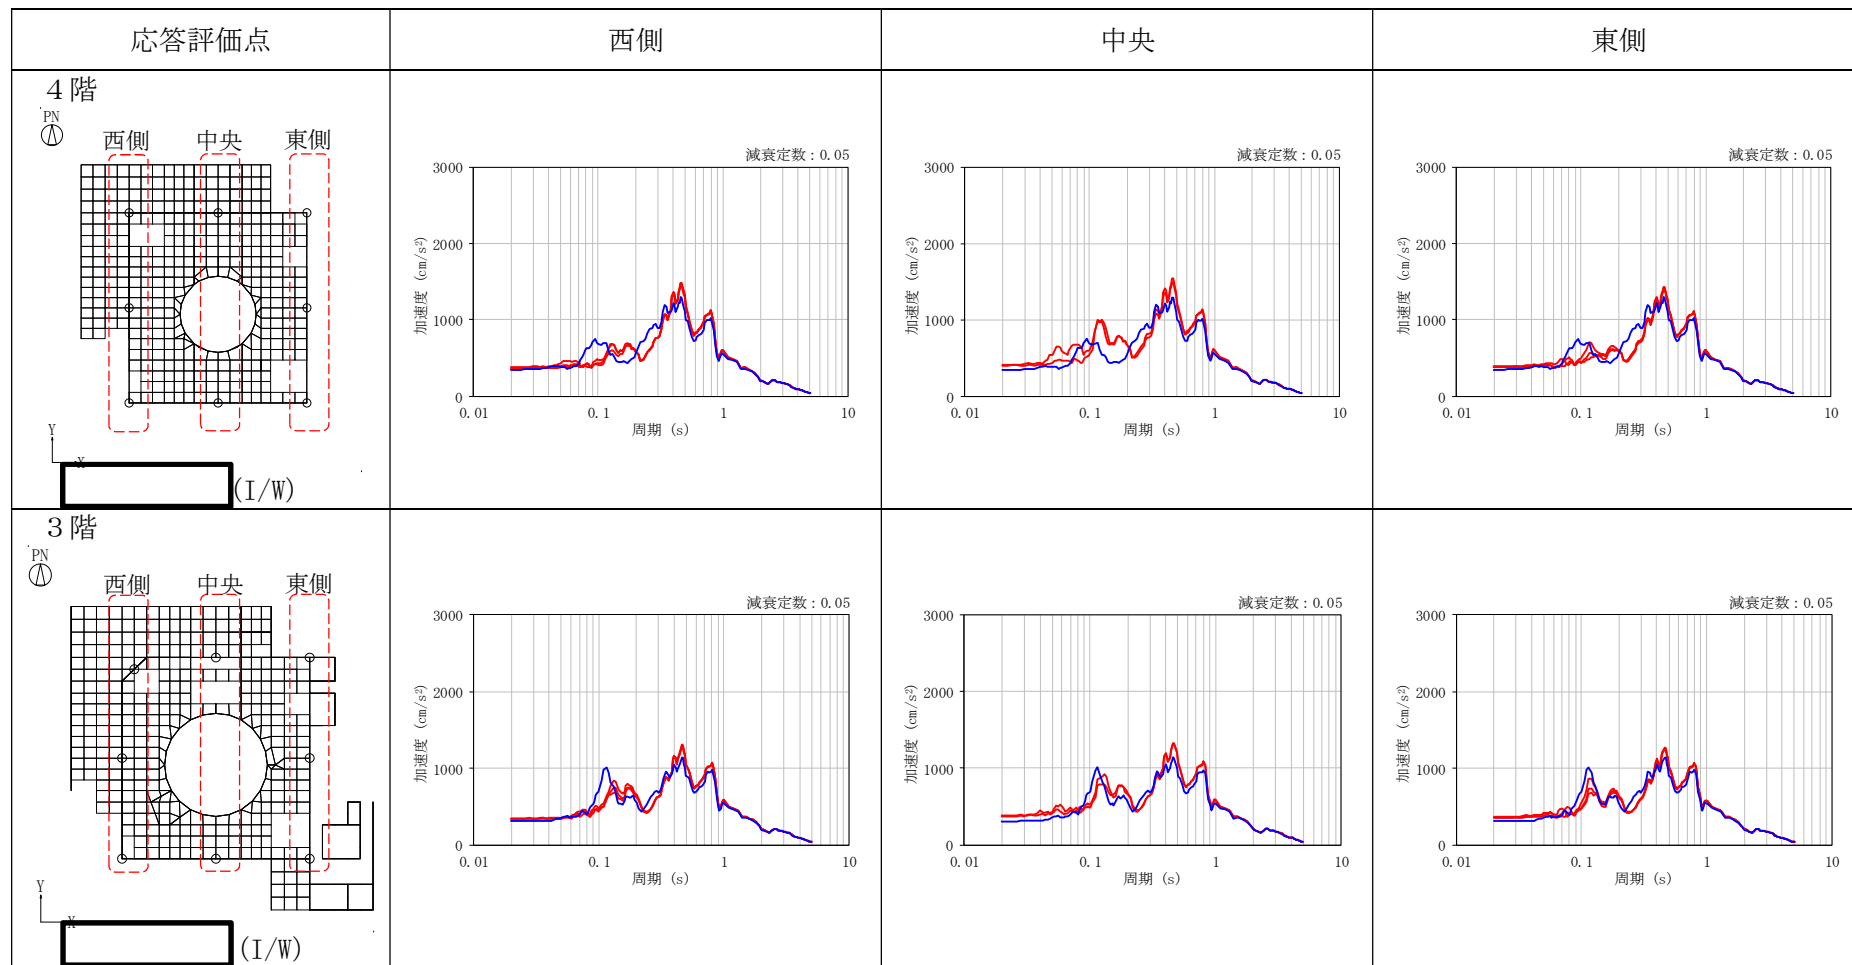 応答評価点
西側
中央
東側
４階
PN
西側
中央
東側
Y
X
(I/W)
減衰定数:0.05
3000
2000
1000
0
加速度 (cm/s²)
0.01
0.1
1
10
周期 (s)
減衰定数:0.05
3000
2000
1000
0
加速度 (cm/s²)
0.01
0.1
1
10
周期 (s)
減衰定数:0.05
3000
2000
1000
0
加速度 (cm/s²)
0.01
0.1
1
10
周期 (s)
３階
PN
西側
中央
東側
Y
X
(I/W)
減衰定数:0.05
3000
2000
1000
0
加速度 (cm/s²)
0.01
0.1
1
10
周期 (s)
減衰定数:0.05
3000
2000
1000
0
加速度 (cm/s²)
0.01
0.1
1
10
周期 (s)
減衰定数:0.05
3000
2000
1000
0
加速度 (cm/s²)
0.01
0.1
1
10
周期 (s)